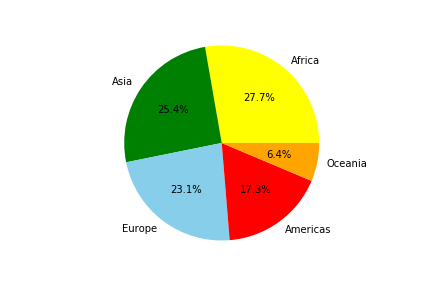 Africa
27.7%
Asia
25.4%
Europe
23.1%
Americas
17.3%
Oceania
6.4%